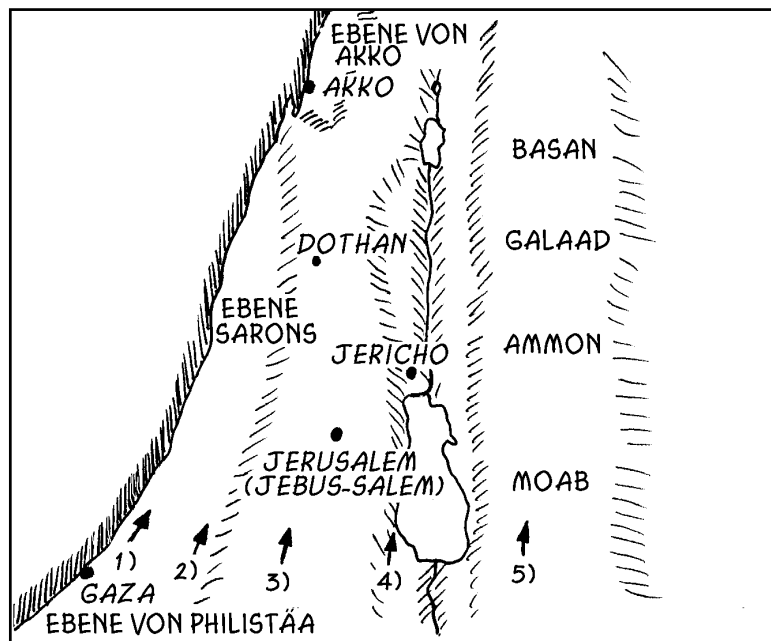 EBENE VON
AKKO
AKKO
BASAN
DOTHAN
GALAAD
EBENE
SARONS
JERICHO
AMMON
JERUSALEM
(JEBUS-SALEM)
MOAB
1)
2)
3)
4)
5)
GAZA
EBENE VON PHILISTÄA